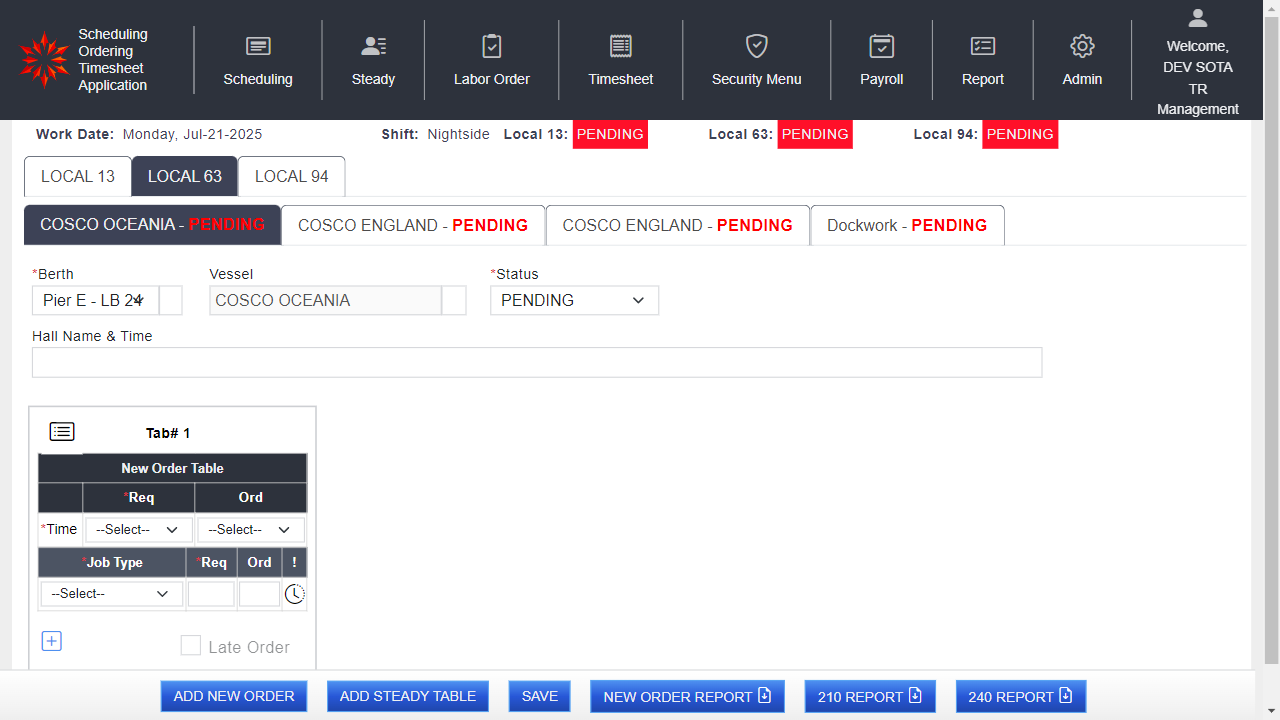 Scheduling
Ordering
Timesheet
Application
Scheduling
Steady
Labor Order
Timesheet
Security Menu
Payroll
Report
Admin
Welcome,
DEV SOTA
TR
Management
Work Date: Monday, Jul-21-2025 Shift: Nightside Local 13: PENDING Local 63: PENDING Local 94: PENDING
LOCAL 13 LOCAL 63 LOCAL 94
COSCO OCEANIA - PENDING COSCO ENGLAND - PENDING COSCO ENGLAND - PENDING Dockwork - PENDING
*Berth Vessel *Status
Pier E - LB 24 COSCO OCEANIA PENDING
Hall Name & Time
Tab# 1
New Order Table
*Req Ord
*Time --Select-- --Select--
*Job Type *Req Ord !
--Select--
Late Order
ADD NEW ORDER ADD STEADY TABLE SAVE NEW ORDER REPORT 210 REPORT 240 REPORT